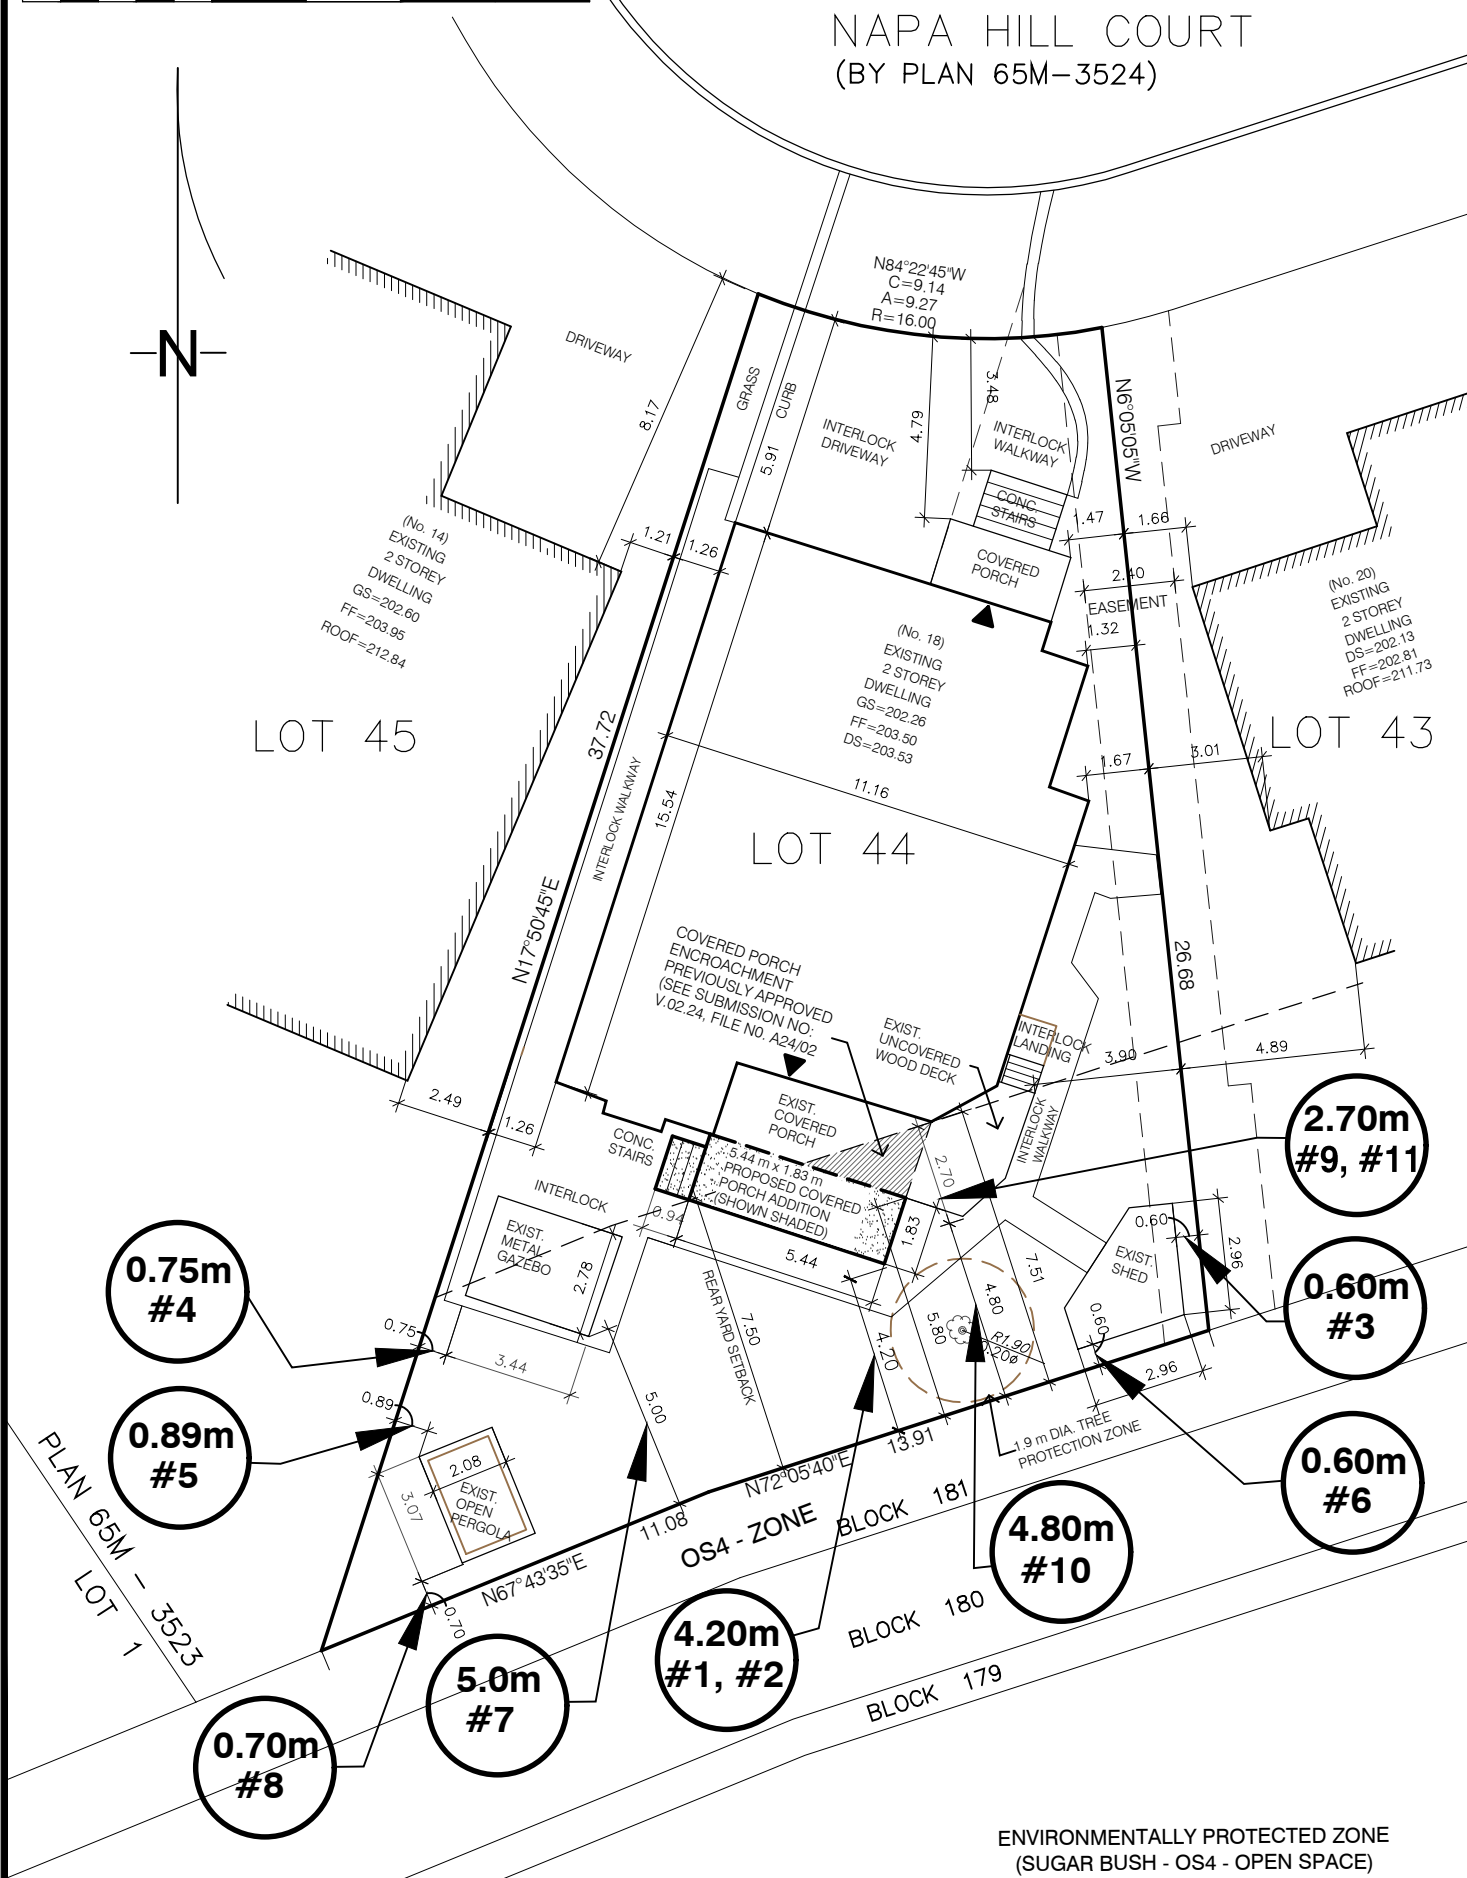 NAPA HILL COURT
(BY PLAN 65M-3524)
N
N84°22'45"W
C=9.14
A=9.27
R=16.00
DRIVEWAY
8.17
GRASS
CURB
5.91
INTERLOCK
DRIVEWAY
4.79
3.48
INTERLOCK
WALKWAY
N6°05'05"W
DRIVEWAY
CONC.
STAIRS
COVERED
PORCH
1.47
1.66
2.40
EASEMENT
1.32
1.21
1.26
(No. 14)
EXISTING
2 STOREY
DWELLING
GS=202.60
FF=203.95
ROOF=212.84
(No. 18)
EXISTING
2 STOREY
DWELLING
GS=202.26
FF=203.50
DS=203.53
(No. 20)
EXISTING
2 STOREY
DWELLING
DS=202.13
FF=202.81
ROOF=211.73
LOT 45
LOT 43
37.72
INTERLOCK WALKWAY
15.54
11.16
1.67
3.01
LOT 44
N17°50'45"E
26.68
COVERED PORCH
ENCROACHMENT
PREVIOUSLY APPROVED
(SEE SUBMISSION NO:
V.02.24, FILE NO. A24/02
EXIST.
UNCOVERED
WOOD DECK
INTERLOCK
LANDING
3.90
4.89
2.49
1.26
CONC.
STAIRS
EXIST.
COVERED
PORCH
INTERLOCK
WALKWAY
2.70m
#9, #11
5.44 m x 1.83 m
PROPOSED COVERED
PORCH ADDITION
(SHOWN SHADED)
2.70
INTERLOCK
EXIST.
METAL
GAZEBO
2.78
0.94
5.44
1.83
0.60
EXIST.
SHED
2.96
7.51
0.75m
#4
0.60m
#3
0.75
3.44
REAR YARD SETBACK
7.50
4.20
5.80
4.80
R1.90
0.20ø
0.60
2.96
0.89m
#5
0.89
5.00
13.91
1.9 m DIA. TREE
PROTECTION ZONE
2.08
EXIST.
OPEN
PERGOLA
3.07
N72°05'40"E
11.08
OS4 - ZONE
BLOCK 181
0.60m
#6
PLAN 65M - 3523
LOT 1
N67°43'35"E
0.70
4.80m
#10
4.20m
#1, #2
BLOCK 180
5.0m
#7
BLOCK 179
0.70m
#8
ENVIRONMENTALLY PROTECTED ZONE
(SUGAR BUSH - OS4 - OPEN SPACE)